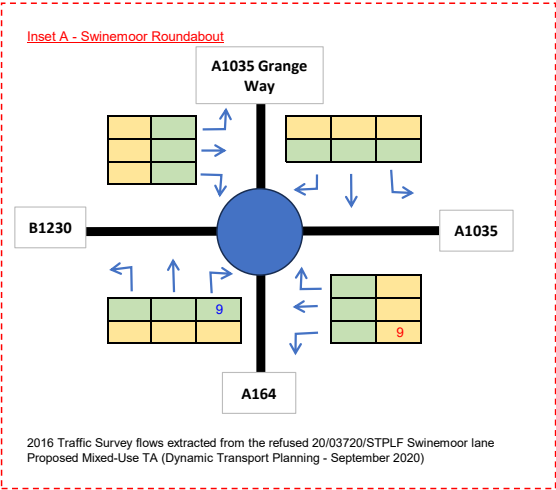 Inset A - Swinemoor Roundabout
A1035 Grange
Way
B1230
A1035
9
9
A164
2016 Traffic Survey flows extracted from the refused 20/03720/STPLF Swinemoor lane
Proposed Mixed-Use TA (Dynamic Transport Planning - September 2020)